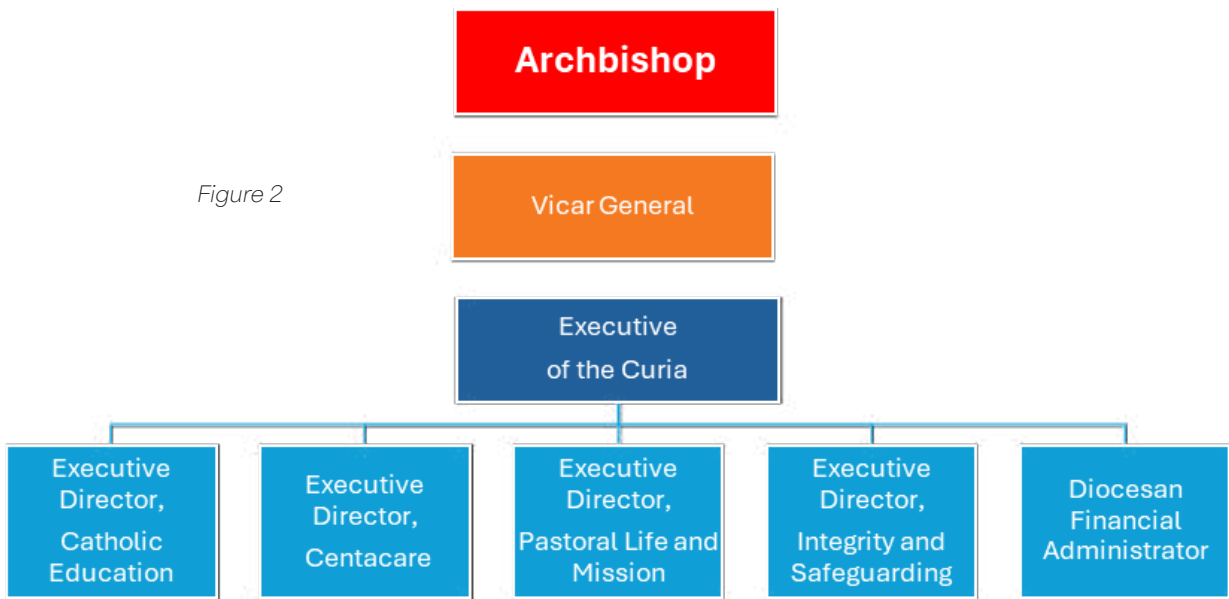 Archbishop
Figure 2
Vicar General
Executive
of the Curia
Executive
Director,
Catholic
Education
Executive
Director,
Centacare
Executive
Director,
Pastoral Life and
Mission
Executive
Director,
Integrity and
Safeguarding
Diocesan
Financial
Administrator